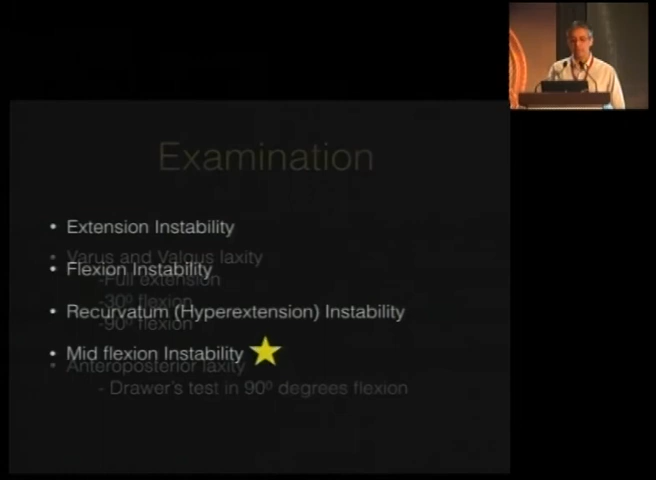 Examination
• Extension Instability
• Varus and Valgus laxity
• Flexion Instability
-Full extension
-30º flexion
• Recurvatum (Hyperextension) Instability
-90º flexion
• Mid flexion Instability
• Anteroposterior laxity
- Drawer's test in 90º degrees flexion